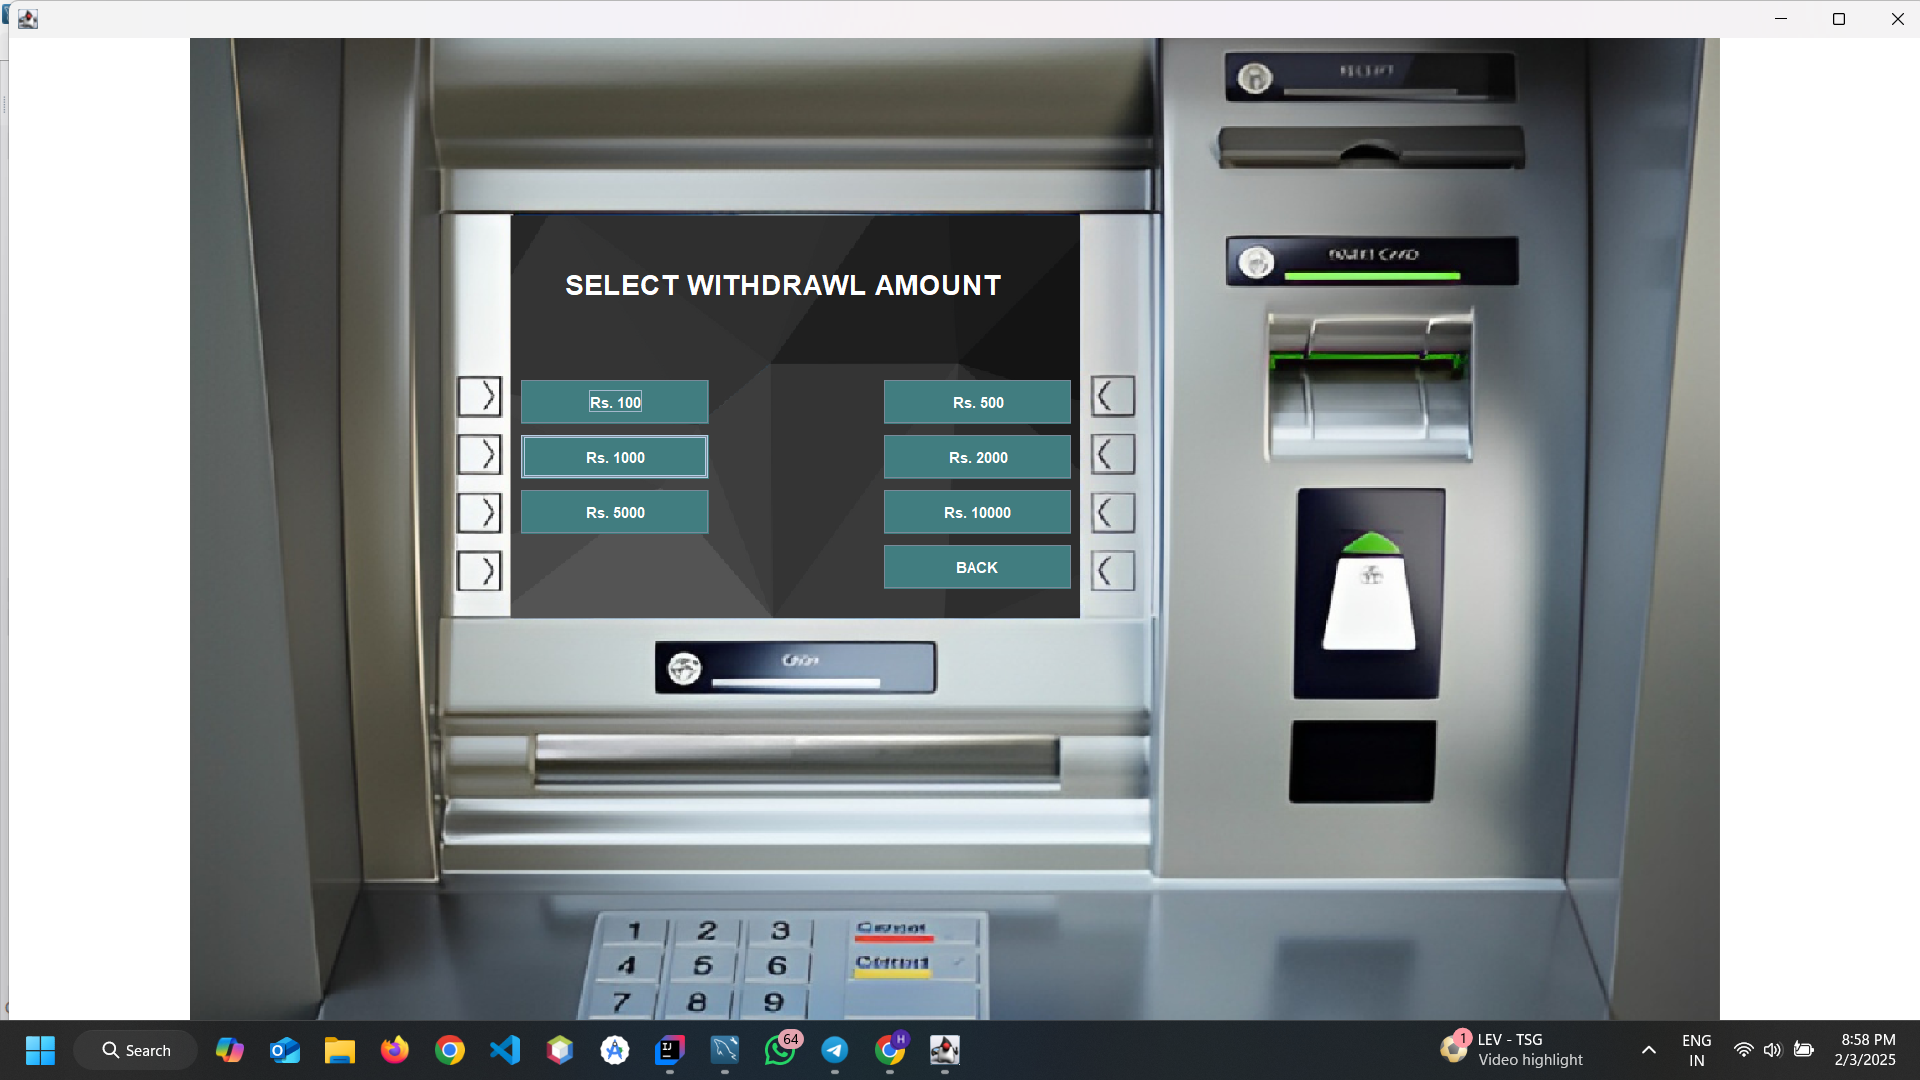 SELECT WITHDRAWL AMOUNT
Rs. 100
Rs. 500
Rs. 1000
Rs. 2000
Rs. 5000
Rs. 10000
BACK
1 2 3
4 5 6
7 8 9
Search
64
H
1
LEV - TSG
Video highlight
ENG
IN
8:58 PM
2/3/2025